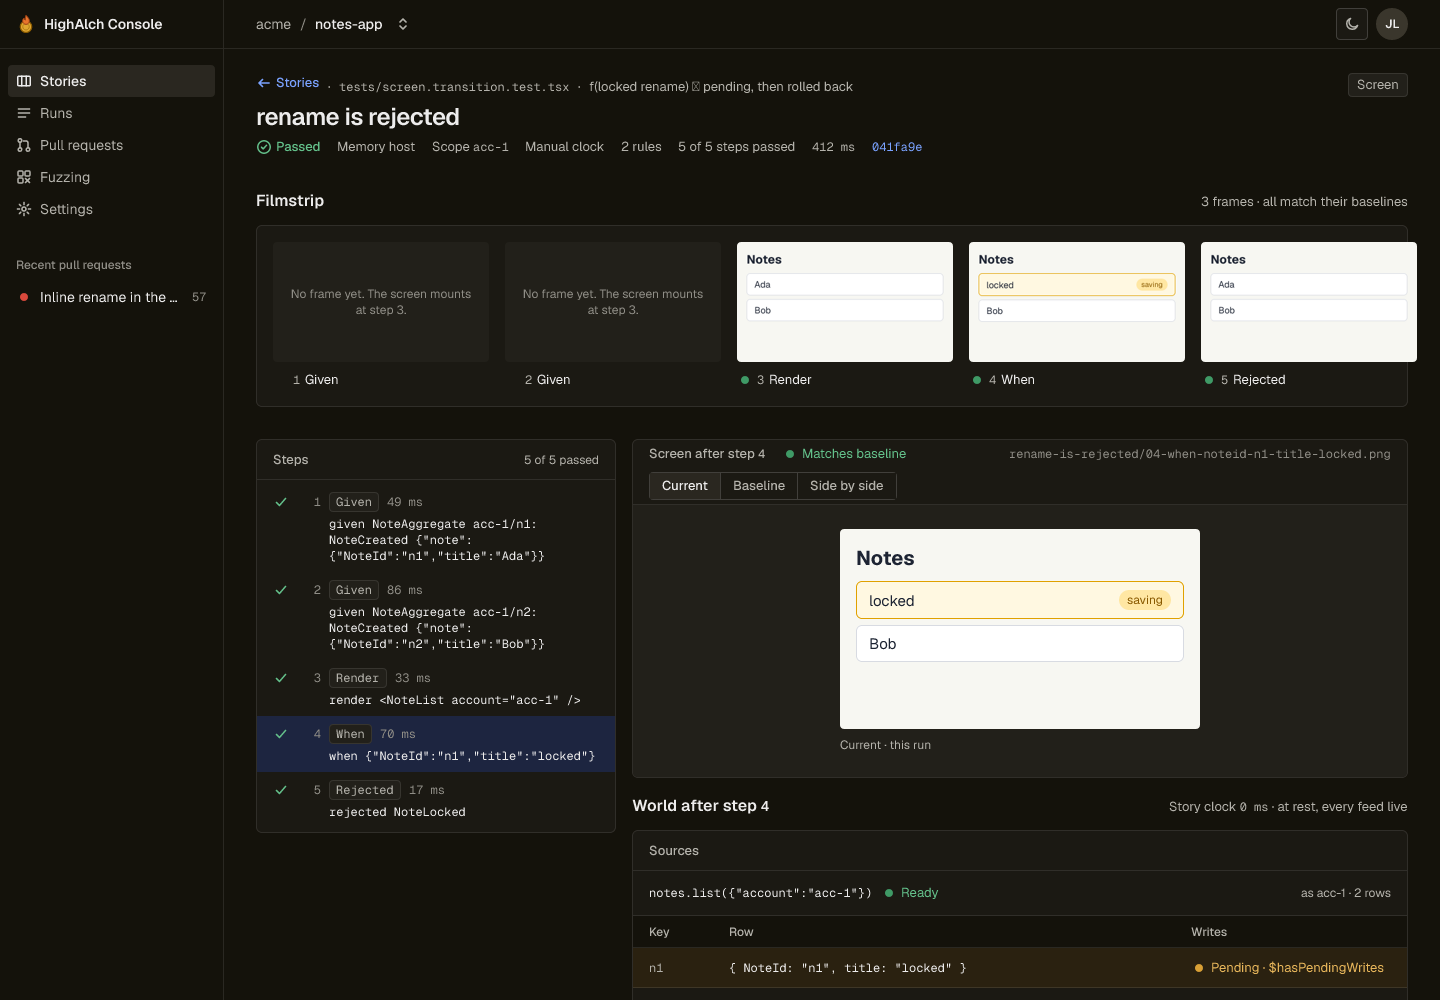 HighAlch Console
acme / notes-app
JL
Stories
Runs
Pull requests
Fuzzing
Settings
Recent pull requests
Inline rename in the ... 57
← Stories · tests/screen.transition.test.tsx · f(locked rename) pending, then rolled back
Screen
rename is rejected
Passed Memory host Scope acc-1 Manual clock 2 rules 5 of 5 steps passed 412 ms 041fa9e
Filmstrip
3 frames · all match their baselines
No frame yet. The screen mounts
at step 3.
1 Given
No frame yet. The screen mounts
at step 3.
2 Given
Notes
Ada
Bob
3 Render
Notes
locked saving
Bob
4 When
Notes
Ada
Bob
5 Rejected
Steps 5 of 5 passed
1 Given 49 ms
given NoteAggregate acc-1/n1:
NoteCreated {"note":
{"NoteId":"n1","title":"Ada"}}
2 Given 86 ms
given NoteAggregate acc-1/n2:
NoteCreated {"note":
{"NoteId":"n2","title":"Bob"}}
3 Render 33 ms
render <NoteList account="acc-1" />
4 When 70 ms
when {"NoteId":"n1","title":"locked"}
5 Rejected 17 ms
rejected NoteLocked
Screen after step 4 Matches baseline rename-is-rejected/04-when-noteid-n1-title-locked.png
Current Baseline Side by side
Notes
locked saving
Bob
Current · this run
World after step 4 Story clock 0 ms · at rest, every feed live
Sources
notes.list({"account":"acc-1"}) Ready as acc-1 · 2 rows
Key Row Writes
n1 { NoteId: "n1", title: "locked" } Pending · $hasPendingWrites